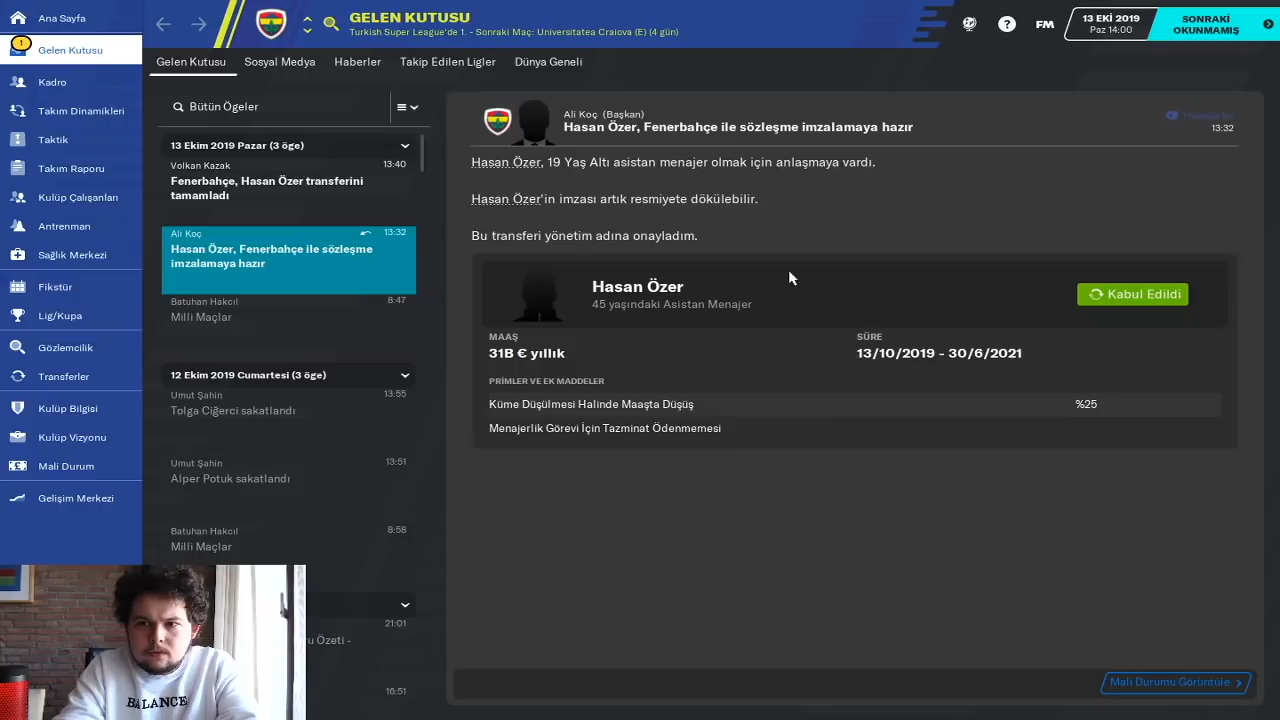 Ana Sayfa
1
Gelen Kutusu
Kadro
Takım Dinamikleri
Taktik
Takım Raporu
Kulüp Çalışanları
Antrenman
Sağlık Merkezi
Fikstür
Lig/Kupa
Gözlemcilik
Transferler
Kulüp Bilgisi
Kulüp Vizyonu
Mali Durum
Gelişim Merkezi
GELEN KUTUSU
Turkish Super League'de 1. - Sonraki Maç: Universitatea Craiova (E) (4 gün)
?
FM
13 EKİ 2019
Paz 14:00
SONRAKİ
OKUNMAMIŞ
Gelen Kutusu
Sosyal Medya
Haberler
Takip Edilen Ligler
Dünya Geneli
Bütün Ögeler
13 Ekim 2019 Pazar (3 öge)
Volkan Kazak 13:40
Fenerbahçe, Hasan Özer transferini
tamamladı
Ali Koç 13:32
Hasan Özer, Fenerbahçe ile sözleşme
imzalamaya hazır
Batuhan Hakcıl 8:47
Milli Maçlar
12 Ekim 2019 Cumartesi (3 öge)
Umut Şahin 13:55
Tolga Ciğerci sakatlandı
Umut Şahin 13:51
Alper Potuk sakatlandı
Batuhan Hakcıl 8:58
Milli Maçlar
21:01
ru Özeti -
16:51
Ali Koç (Başkan)
Hasan Özer, Fenerbahçe ile sözleşme imzalamaya hazır
13:32
Hasan Özer, 19 Yaş Altı asistan menajer olmak için anlaşmaya vardı.
Hasan Özer'in imzası artık resmiyete dökülebilir.
Bu transferi yönetim adına onayladım.
Hasan Özer
45 yaşındaki Asistan Menajer
Kabul Edildi
MAAŞ
31B € yıllık
SÜRE
13/10/2019 - 30/6/2021
PRİMLER VE EK MADDELER
Küme Düşülmesi Halinde Maaşta Düşüş %25
Menajerlik Görevi İçin Tazminat Ödenmemesi
Mali Durumu Görüntüle
BALANCE